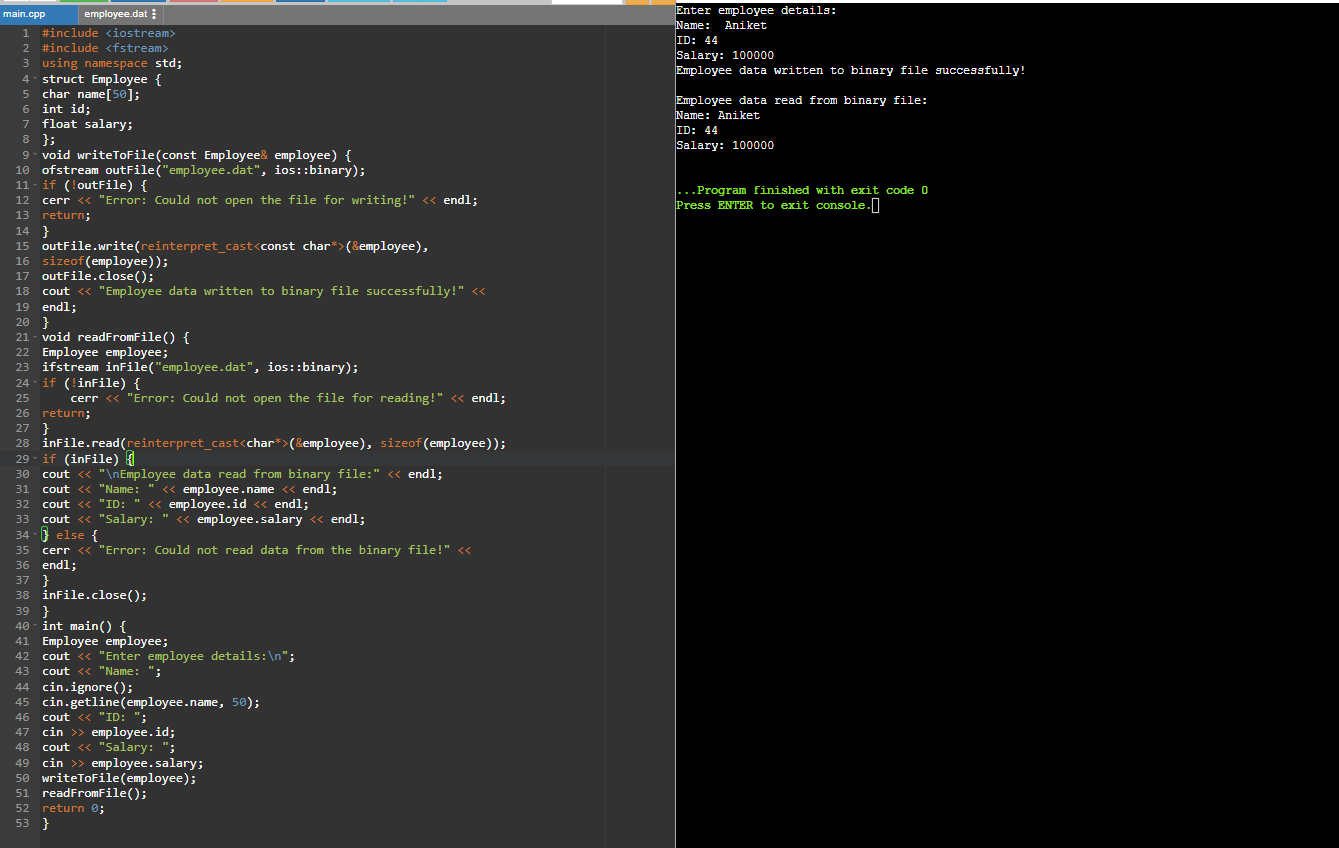 main.cpp employee.dat
1 #include <iostream>
2 #include <fstream>
3 using namespace std;
4 struct Employee {
5 char name[50];
6 int id;
7 float salary;
8 };
9 void writeToFile(const Employee& employee) {
10 ofstream outFile("employee.dat", ios::binary);
11 if (!outFile) {
12 cerr << "Error: Could not open the file for writing!" << endl;
13 return;
14 }
15 outFile.write(reinterpret_cast<const char*>(&employee),
16 sizeof(employee));
17 outFile.close();
18 cout << "Employee data written to binary file successfully!" <<
19 endl;
20 }
21 void readFromFile() {
22 Employee employee;
23 ifstream inFile("employee.dat", ios::binary);
24 if (!inFile) {
25     cerr << "Error: Could not open the file for reading!" << endl;
26 return;
27 }
28 inFile.read(reinterpret_cast<char*>(&employee), sizeof(employee));
29 if (inFile) {
30 cout << "\nEmployee data read from binary file:" << endl;
31 cout << "Name: " << employee.name << endl;
32 cout << "ID: " << employee.id << endl;
33 cout << "Salary: " << employee.salary << endl;
34 } else {
35 cerr << "Error: Could not read data from the binary file!" <<
36 endl;
37 }
38 inFile.close();
39 }
40 int main() {
41 Employee employee;
42 cout << "Enter employee details:\n";
43 cout << "Name: ";
44 cin.ignore();
45 cin.getline(employee.name, 50);
46 cout << "ID: ";
47 cin >> employee.id;
48 cout << "Salary: ";
49 cin >> employee.salary;
50 writeToFile(employee);
51 readFromFile();
52 return 0;
53 }
Enter employee details:
Name:  Aniket
ID: 44
Salary: 100000
Employee data written to binary file successfully!
Employee data read from binary file:
Name: Aniket
ID: 44
Salary: 100000
...Program finished with exit code 0
Press ENTER to exit console.